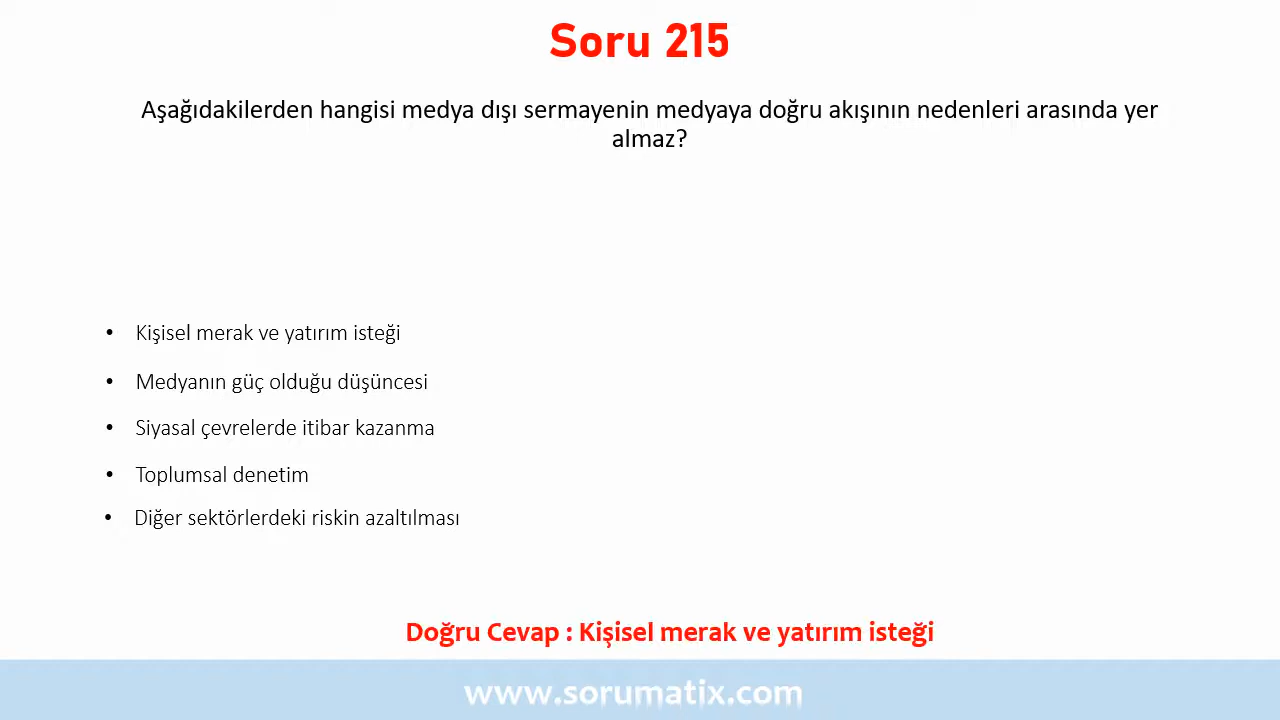 Soru 215
Aşağıdakilerden hangisi medya dışı sermayenin medyaya doğru akışının nedenleri arasında yer
almaz?
• Kişisel merak ve yatırım isteği
• Medyanın güç olduğu düşüncesi
• Siyasal çevrelerde itibar kazanma
• Toplumsal denetim
• Diğer sektörlerdeki riskin azaltılması
Doğru Cevap : Kişisel merak ve yatırım isteği
www.sorumatix.com